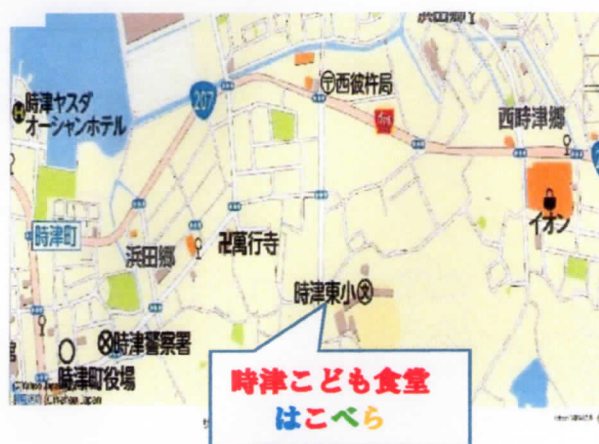 浜田郷
時津ヤスダ
オーシャンホテル
207
〒西彼杵局
西時津郷
イオン
時津町
浜田郷
卍萬行寺
時津東小
文
時津警察署
時津町役場
時津こども食堂
はこべら